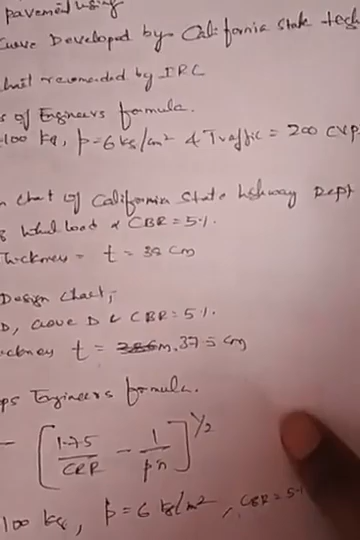 pavement using
Curve Developed by California State tech
Chart recomended by IRC
s of Engineers formula.
100 kg, p=6 kg/cm² & Traffic = 200 CVP
n chart of California State highway Dept
wheel load & CBR = 5%.
Thickness = t = 38 cm
Design Chart,
D, curve D & CBR = 5%.
ckness t = 37.5 cm
ps Engineers formula.
- [1.75/CBR - 1/pπ]^1/2
100 kg, p = 6 kg/cm², CBR = 5%